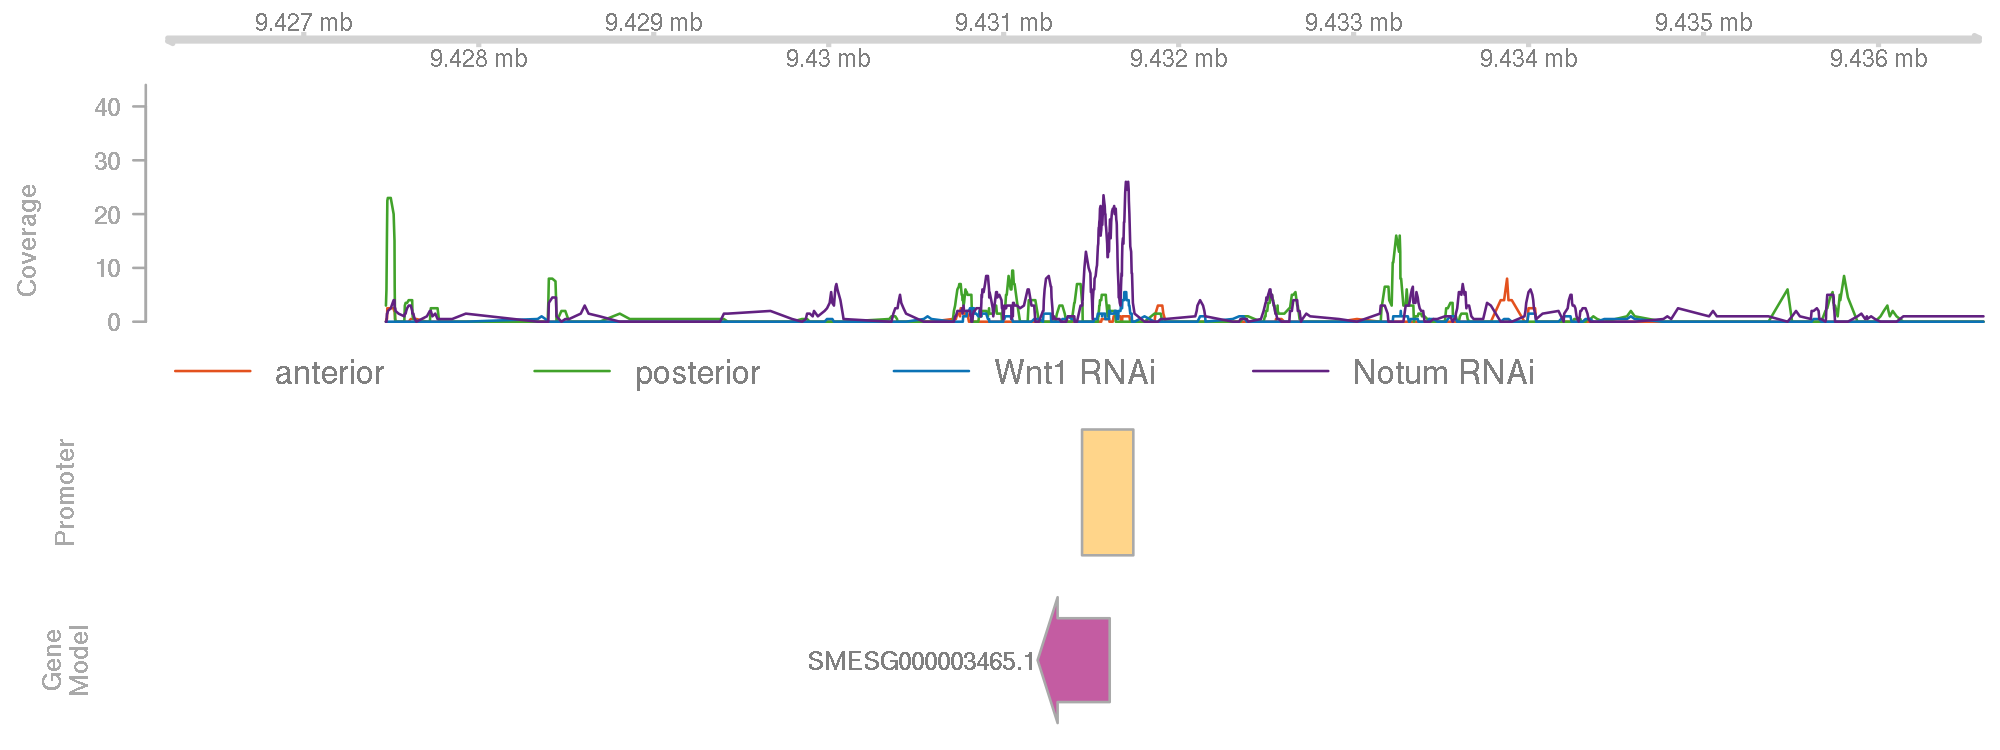 9.427 mb 9.429 mb 9.431 mb 9.433 mb 9.435 mb
9.428 mb 9.43 mb 9.432 mb 9.434 mb 9.436 mb
Coverage
40
30
20
10
0
anterior posterior Wnt1 RNAi Notum RNAi
Promoter
Gene
Model
SMESG000003465.1